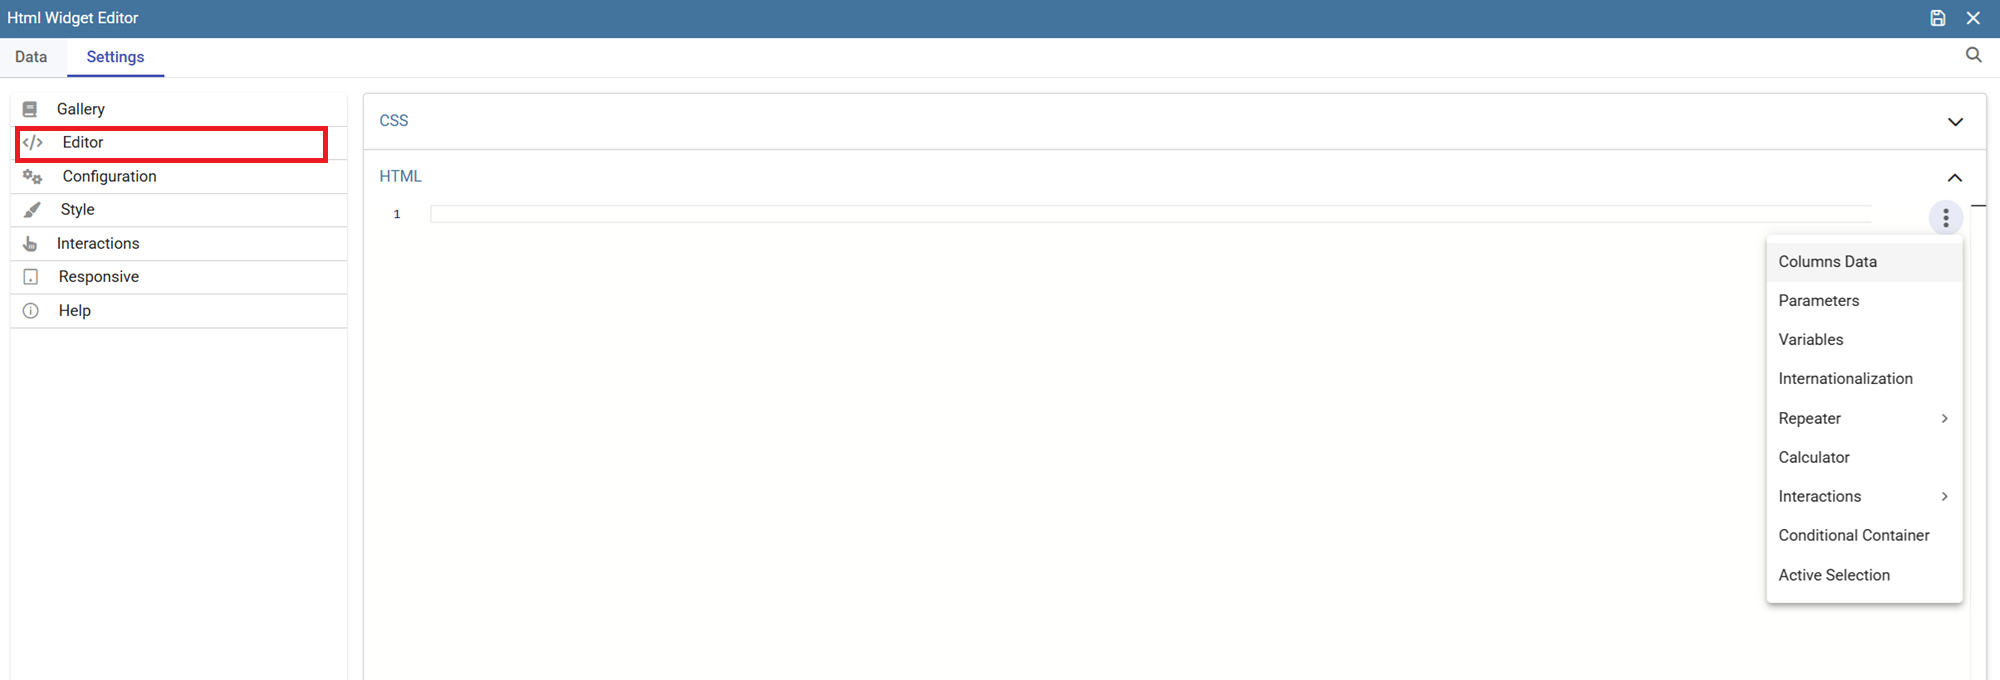 Html Widget Editor
Data
Settings
Gallery
Editor
Configuration
Style
Interactions
Responsive
Help
CSS
HTML
1
Columns Data
Parameters
Variables
Internationalization
Repeater
Calculator
Interactions
Conditional Container
Active Selection